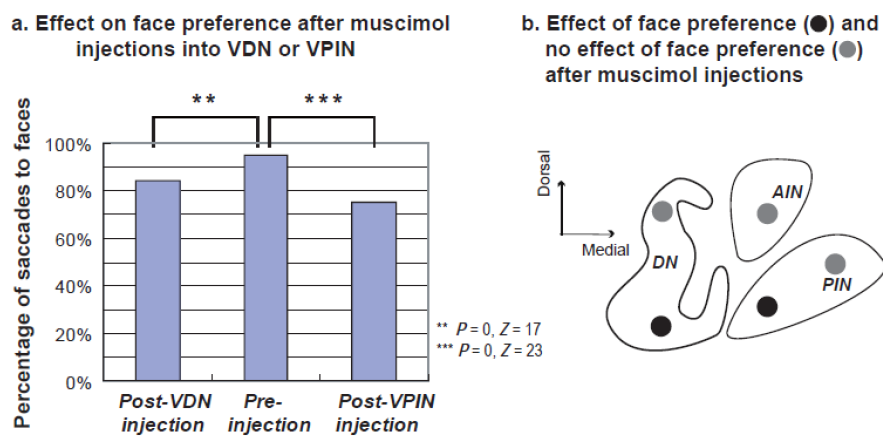 a. Effect on face preference after muscimol
injections into VDN or VPIN
** ***
Percentage of saccades to faces
100%
80%
60%
40%
20%
0%
Post-VDN
injection
Pre-
injection
Post-VPIN
injection
** P = 0, Z = 17
*** P = 0, Z = 23
b. Effect of face preference (●) and
no effect of face preference (●)
after muscimol injections
Dorsal
Medial
DN
AIN
PIN